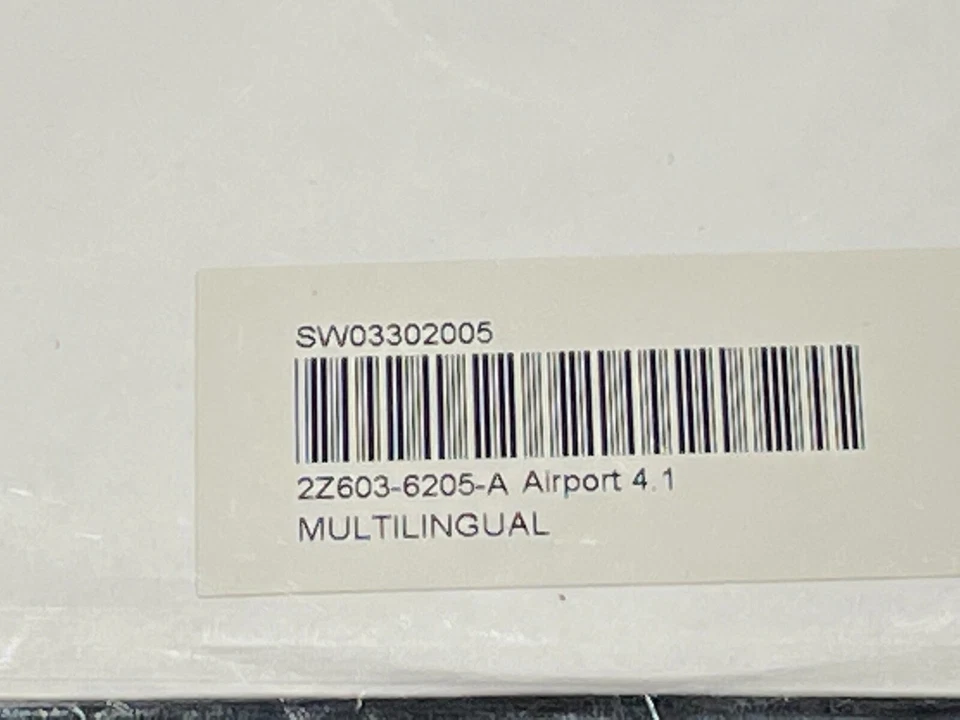 SW03302005
2Z603-6205-A Airport 4.1
MULTILINGUAL